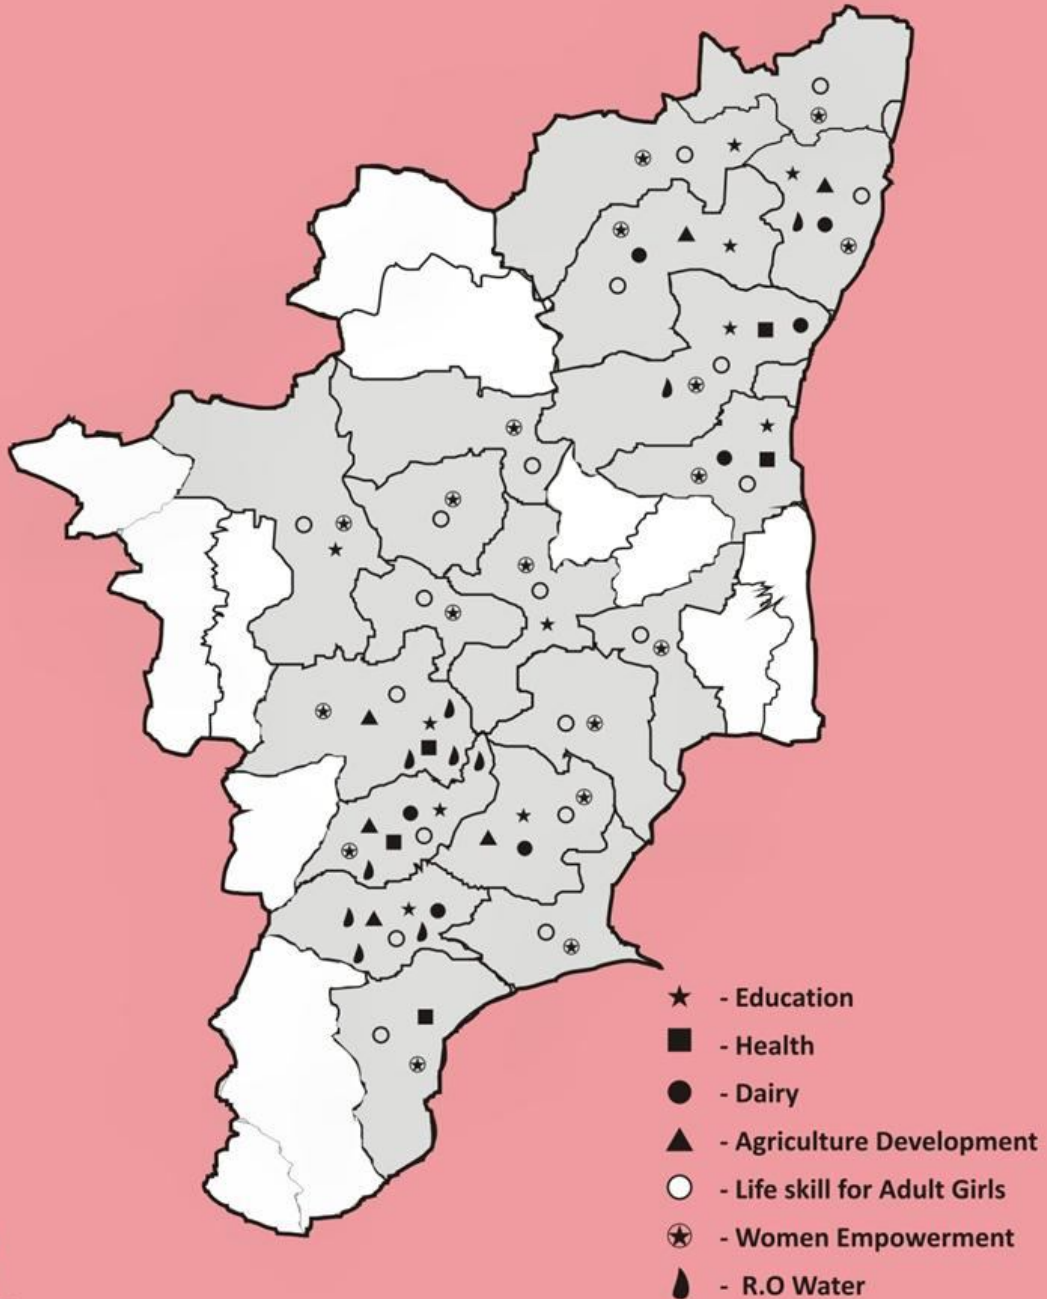 - Education
- Health
- Dairy
- Agriculture Development
- Life skill for Adult Girls
- Women Empowerment
- R.O Water